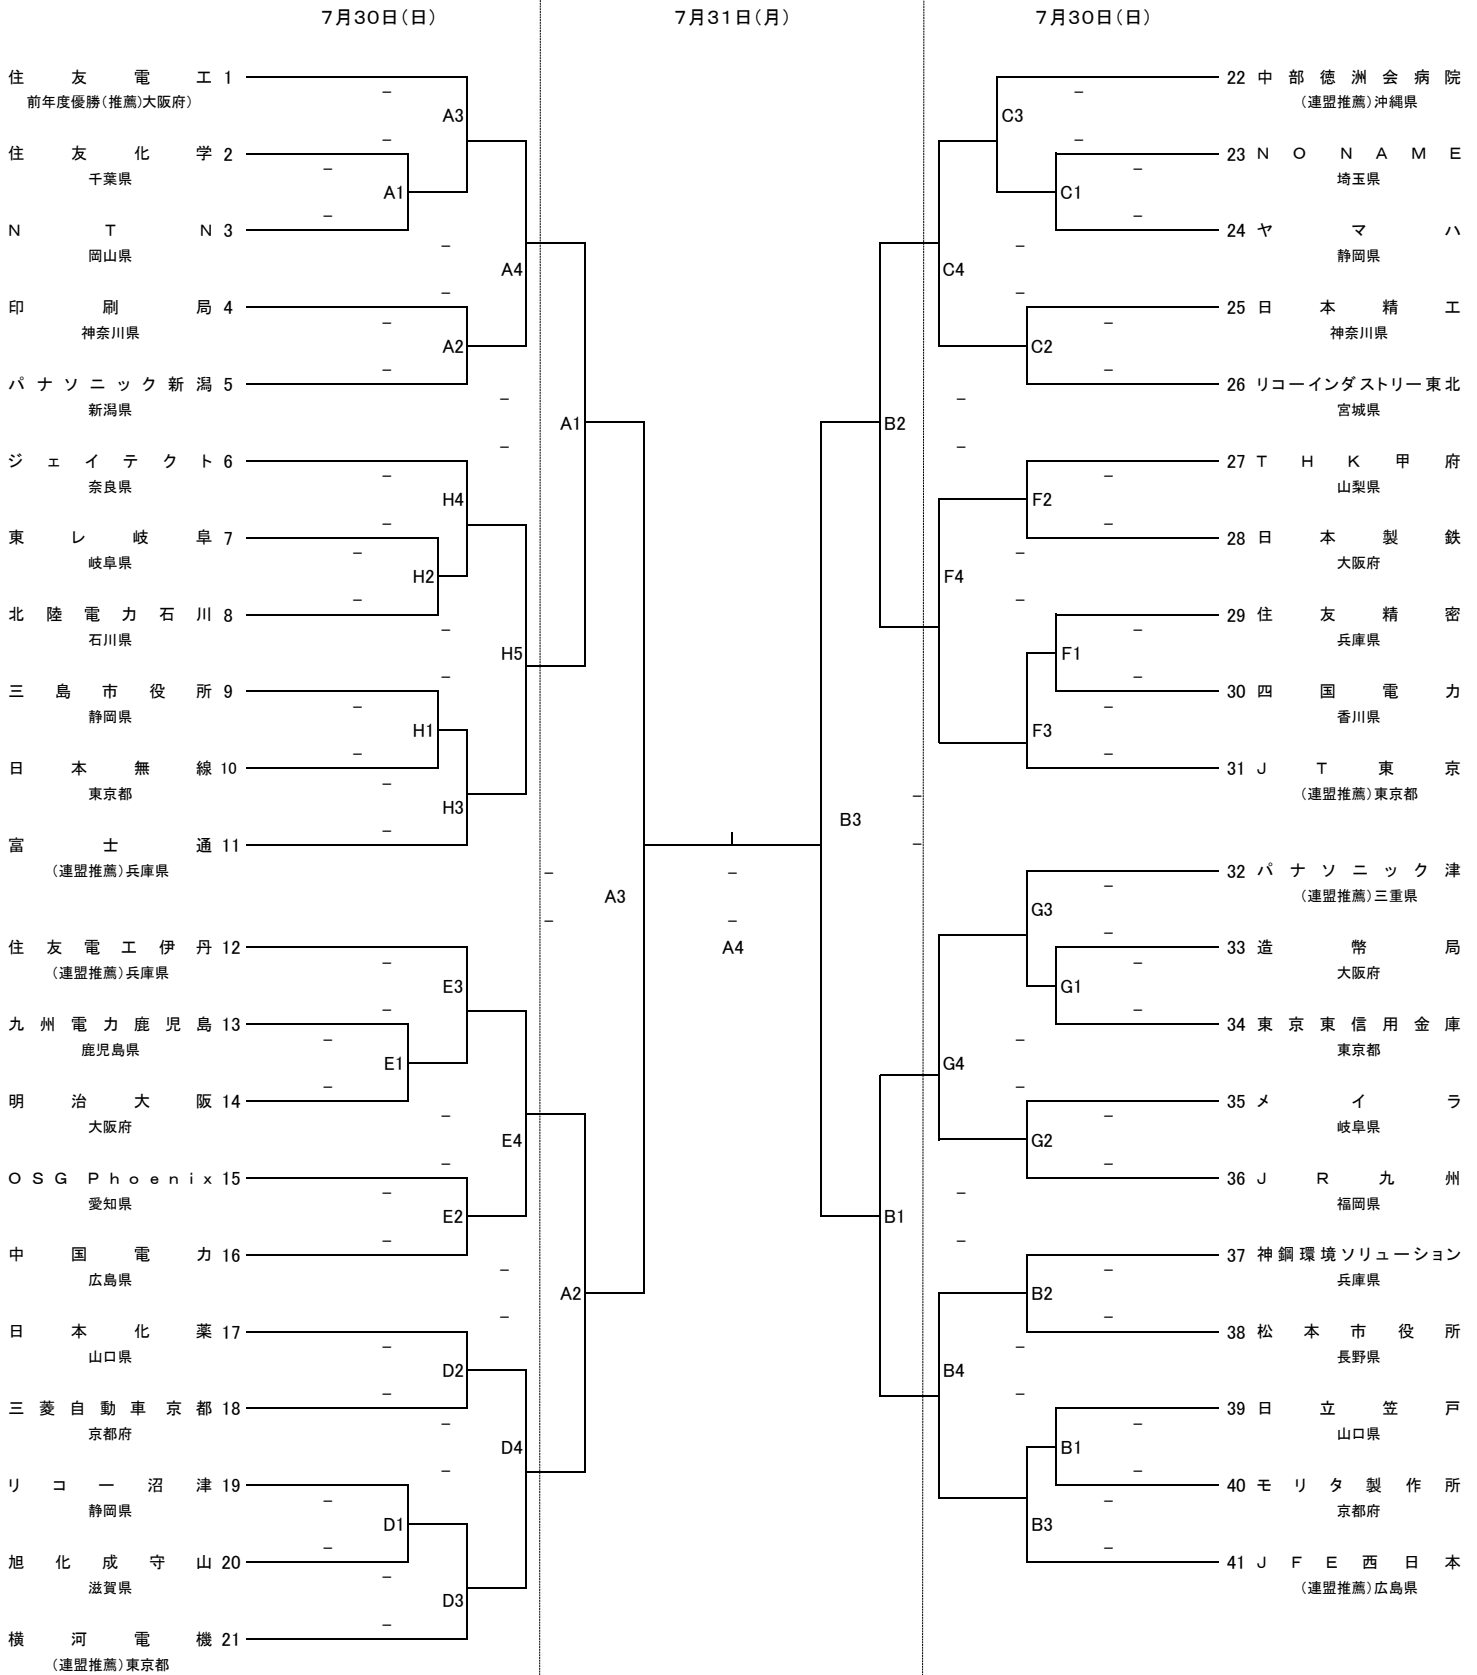 7月30日(日)
7月31日(月)
7月30日(日)
住友電工 1
前年度優勝(推薦)大阪府)
住友化学 2
千葉県
NTN 3
岡山県
印刷局 4
神奈川県
パナソニック新潟 5
新潟県
ジェイテクト 6
奈良県
東レ岐阜 7
岐阜県
北陸電力石川 8
石川県
三島市役所 9
静岡県
日本無線 10
東京都
富士通 11
(連盟推薦)兵庫県
住友電工伊丹 12
(連盟推薦)兵庫県
九州電力鹿児島 13
鹿児島県
明治大阪 14
大阪府
OSG Phoenix 15
愛知県
中国電力 16
広島県
日本化薬 17
山口県
三菱自動車京都 18
京都府
リコー沼津 19
静岡県
旭化成守山 20
滋賀県
横河電機 21
(連盟推薦)東京都
A3
A1
A4
A2
H4
H2
H5
H1
H3
E3
E1
E4
E2
D2
D4
D1
D3
A1
A3
A2
A4
B3
B2
B1
C3
C1
C4
C2
F2
F4
F1
F3
G3
G1
G4
G2
B2
B4
B1
B3
22 中部徳洲会病院
(連盟推薦)沖縄県
23 NO NAME
埼玉県
24 ヤマハ
静岡県
25 日本精工
神奈川県
26 リコーインダストリー東北
宮城県
27 THK甲府
山梨県
28 日本製鉄
大阪府
29 住友精密
兵庫県
30 四国電力
香川県
31 JT東京
(連盟推薦)東京都
32 パナソニック津
(連盟推薦)三重県
33 造幣局
大阪府
34 東京東信用金庫
東京都
35 メイラ
岐阜県
36 JR九州
福岡県
37 神鋼環境ソリューション
兵庫県
38 松本市役所
長野県
39 日立笠戸
山口県
40 モリタ製作所
京都府
41 JFE西日本
(連盟推薦)広島県